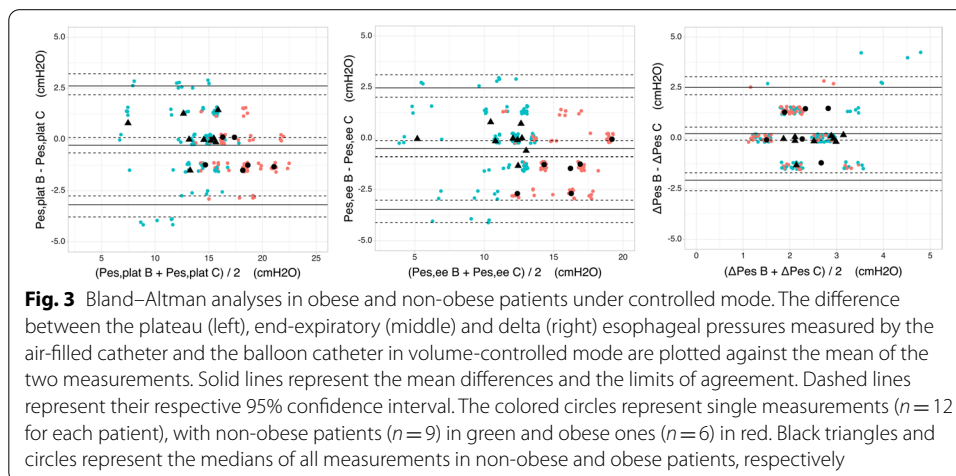 5.0
2.5
0.0
-2.5
-5.0
Pes,plat B - Pes,plat C (cmH2O)
5 10 15 20 25
(Pes,plat B + Pes,plat C) / 2 (cmH2O)
5.0
2.5
0.0
-2.5
-5.0
Pes,ee B - Pes,ee C (cmH2O)
5 10 15 20
(Pes,ee B + Pes,ee C) / 2 (cmH2O)
5.0
2.5
0.0
-2.5
-5.0
ΔPes B - ΔPes C (cmH2O)
0 1 2 3 4 5
(ΔPes B + ΔPes C) / 2 (cmH2O)
Fig. 3 Bland–Altman analyses in obese and non-obese patients under controlled mode. The difference
between the plateau (left), end-expiratory (middle) and delta (right) esophageal pressures measured by the
air-filled catheter and the balloon catheter in volume-controlled mode are plotted against the mean of the
two measurements. Solid lines represent the mean differences and the limits of agreement. Dashed lines
represent their respective 95% confidence interval. The colored circles represent single measurements (n = 12
for each patient), with non-obese patients (n = 9) in green and obese ones (n = 6) in red. Black triangles and
circles represent the medians of all measurements in non-obese and obese patients, respectively